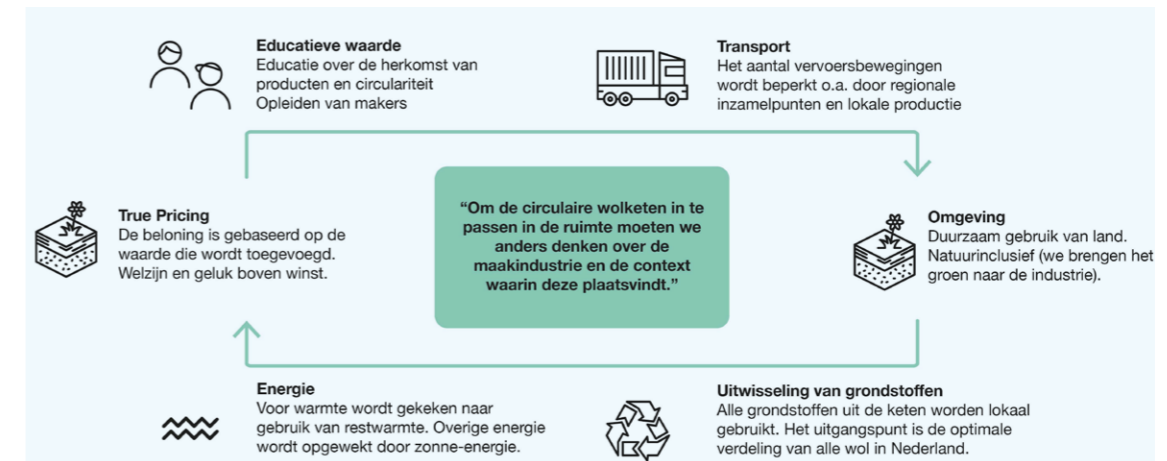 Educatieve waarde
Educatie over de herkomst van
producten en circulariteit
Opleiden van makers
Transport
Het aantal vervoersbewegingen
wordt beperkt o.a. door regionale
inzamelpunten en lokale productie
True Pricing
De beloning is gebaseerd op de
waarde die wordt toegevoegd.
Welzijn en geluk boven winst.
“Om de circulaire wolketen in te
passen in de ruimte moeten we
anders denken over de
maakindustrie en de context
waarin deze plaatsvindt.”
Omgeving
Duurzaam gebruik van land.
Natuurinclusief (we brengen het
groen naar de industrie).
Energie
Voor warmte wordt gekeken naar
gebruik van restwarmte. Overige energie
wordt opgewekt door zonne-energie.
Uitwisseling van grondstoffen
Alle grondstoffen uit de keten worden lokaal
gebruikt. Het uitgangspunt is de optimale
verdeling van alle wol in Nederland.